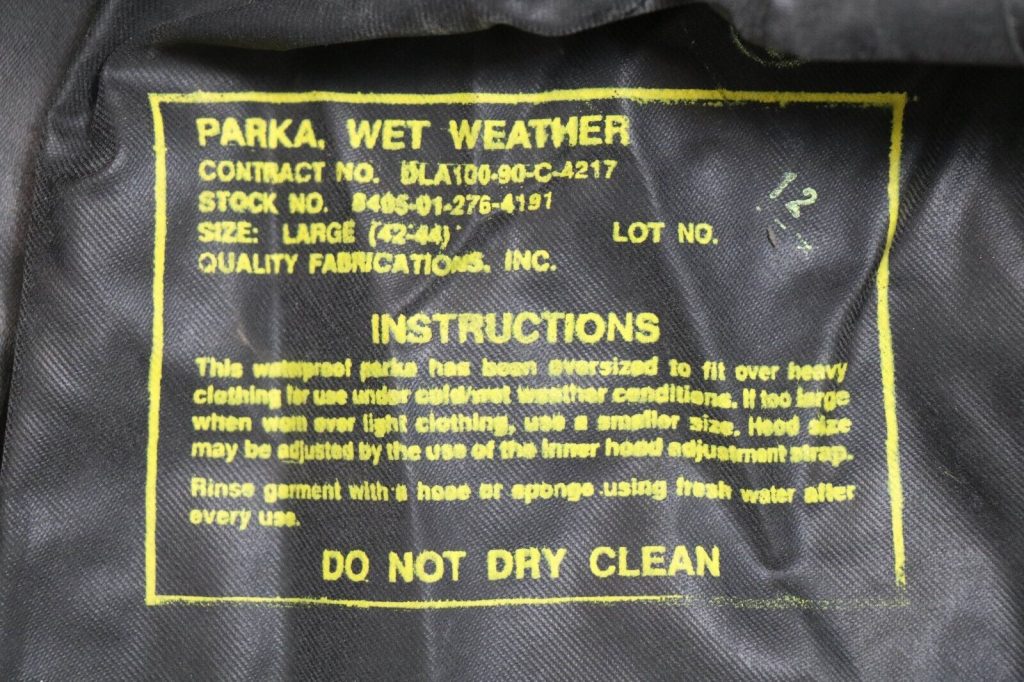 PARKA, WET WEATHER
CONTRACT NO. DLA100-90-C-4217
STOCK NO. 8405-01-276-4191
SIZE: LARGE (42-44) LOT NO. 12
QUALITY FABRICATIONS, INC.
INSTRUCTIONS
This waterproof parka has been oversized to fit over heavy
clothing for use under cold/wet weather conditions. If too large
when worn over light clothing, use a smaller size. Hood size
may be adjusted by the use of the inner hood adjustment strap.
Rinse garment with a hose or sponge using fresh water after
every use.
DO NOT DRY CLEAN